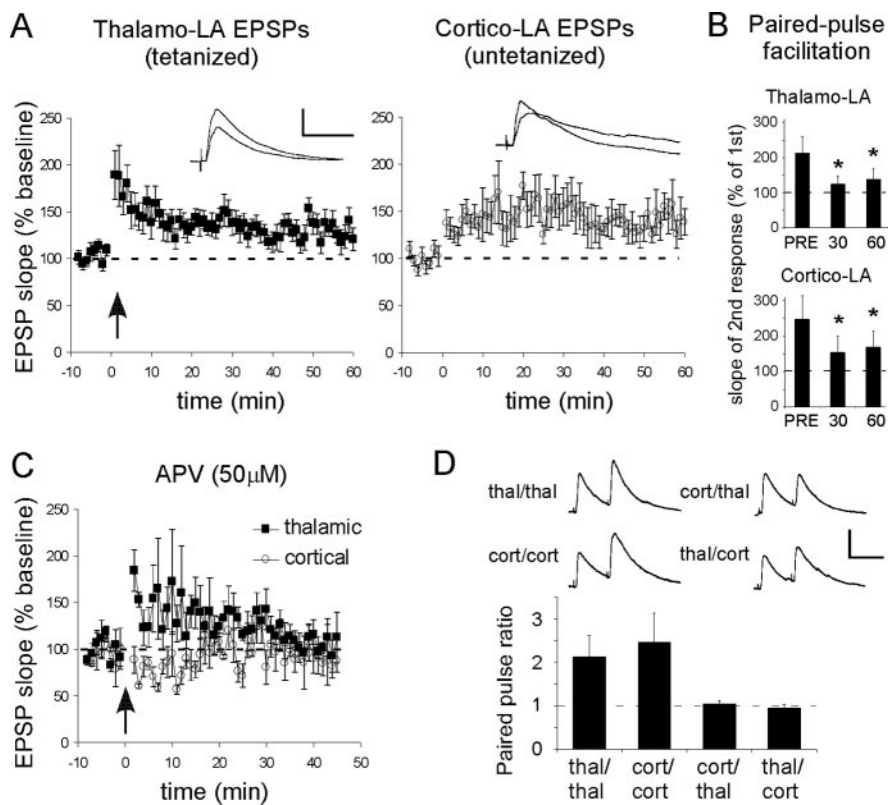 A
Thalamo-LA EPSPs
(tetanized)
Cortico-LA EPSPs
(untetanized)
EPSP slope (% baseline)
250
200
150
100
50
0
-10 0 10 20 30 40 50 60
time (min)
250
200
150
100
50
0
-10 0 10 20 30 40 50 60
time (min)
B
Paired-pulse
facilitation
slope of 2nd response (% of 1st)
Thalamo-LA
300
200
100
0
* *
PRE 30 60
Cortico-LA
300
200
100
0
* *
PRE 30 60
C
APV (50μM)
thalamic
cortical
EPSP slope (% baseline)
250
200
150
100
50
0
-10 0 10 20 30 40 50
time (min)
D
thal/thal
cort/thal
cort/cort
thal/cort
Paired pulse ratio
3
2
1
0
thal/
thal
cort/
cort
cort/
thal
thal/
cort